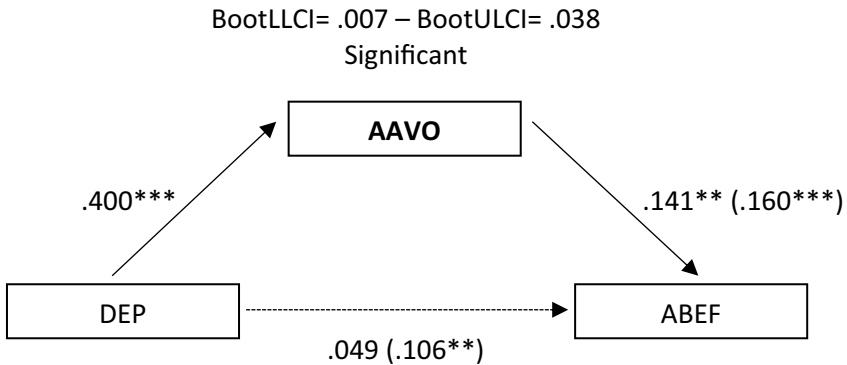 BootLLCI= .007 – BootULCI= .038
Significant
AAVO
.400***
.141** (.160***)
DEP
ABEF
.049 (.106**)